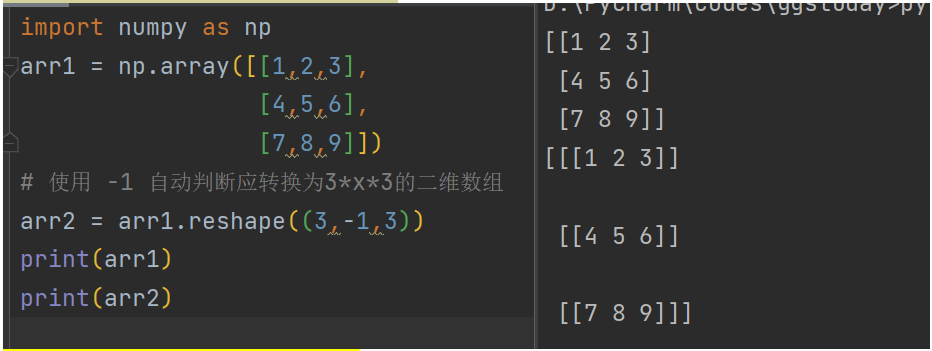 import numpy as np
arr1 = np.array([[1,2,3],
[4,5,6],
[7,8,9]])
# 使用 -1 自动判断应转换为3*x*3的二维数组
arr2 = arr1.reshape((3,-1,3))
print(arr1)
print(arr2)
D:\Pycharm\Codes\ggstoday>py
[[1 2 3]
[4 5 6]
[7 8 9]]
[[[1 2 3]]
[[4 5 6]]
[[7 8 9]]]